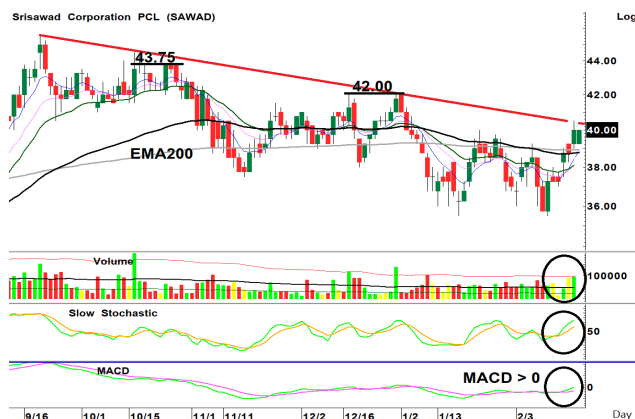 Srisawad Corporation PCL (SAWAD)
Log
43.75
44.00
42.00
42.00
40.00
EMA200
38.00
36.00
Volume
100000
Slow Stochastic
50
MACD
MACD > 0
0
9/16 10/1 10/15 11/1 11/11 12/2 12/16 1/2 1/13 2/3 Day